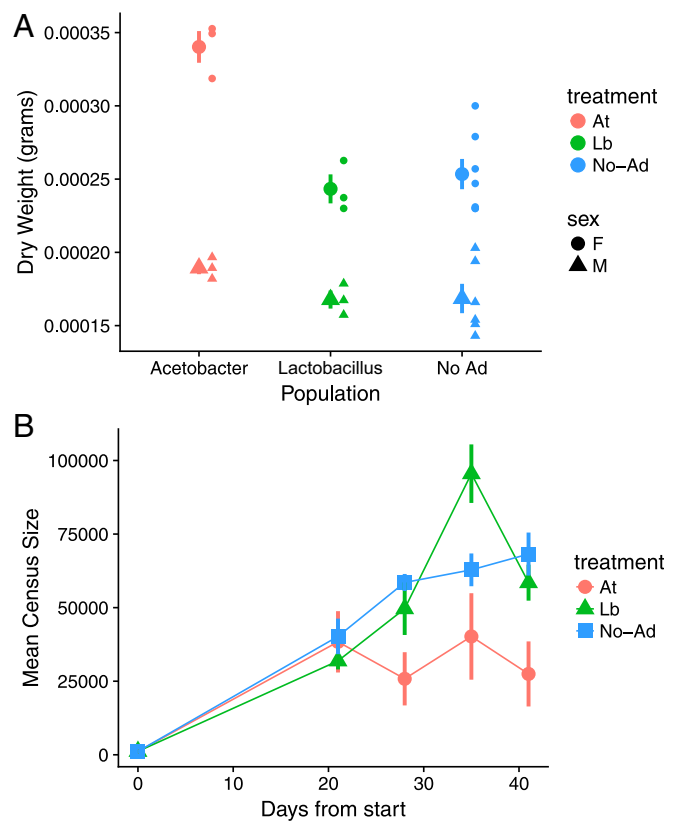 A
0.00035
0.00030
0.00025
0.00020
0.00015
Dry Weight (grams)
Acetobacter
Lactobacillus
No Ad
Population
treatment
At
Lb
No−Ad
sex
F
M
B
100000
75000
50000
25000
0
Mean Census Size
0
10
20
30
40
Days from start
treatment
At
Lb
No−Ad